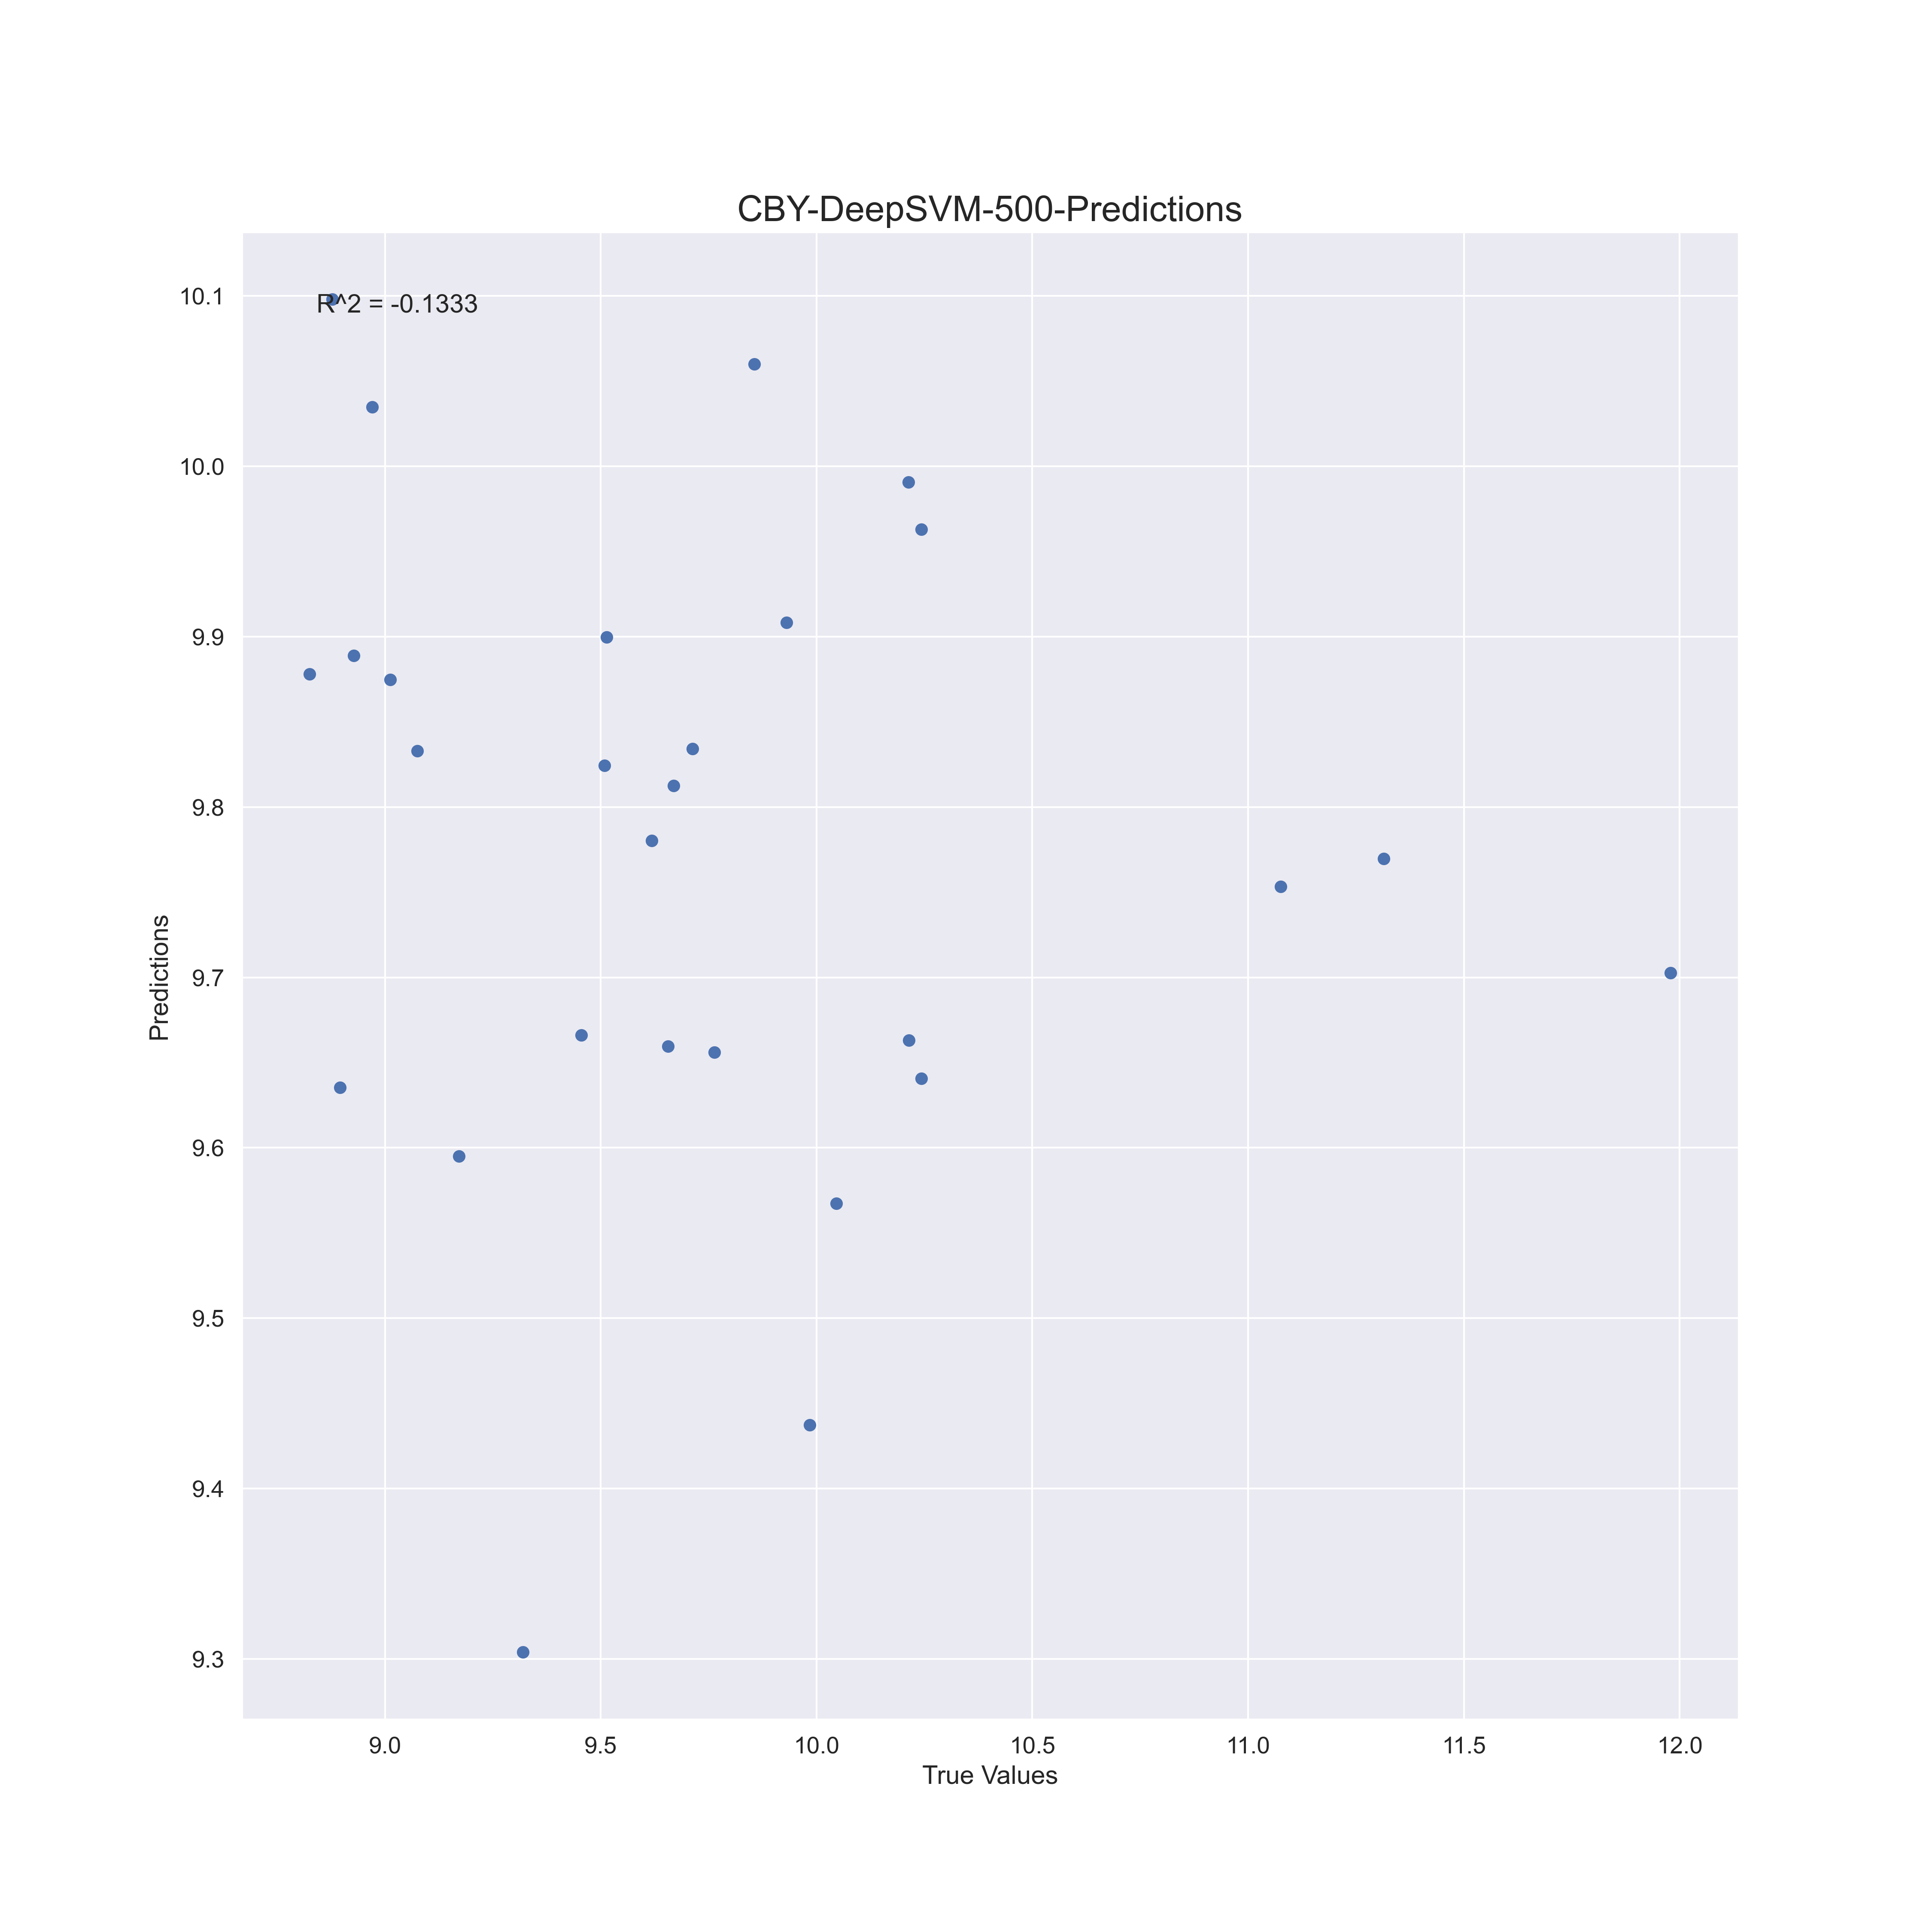 CBY-DeepSVM-500-Predictions
R^2 = -0.1333
10.1
10.0
9.9
9.8
9.7
9.6
9.5
9.4
9.3
Predictions
9.0 9.5 10.0 10.5 11.0 11.5 12.0
True Values